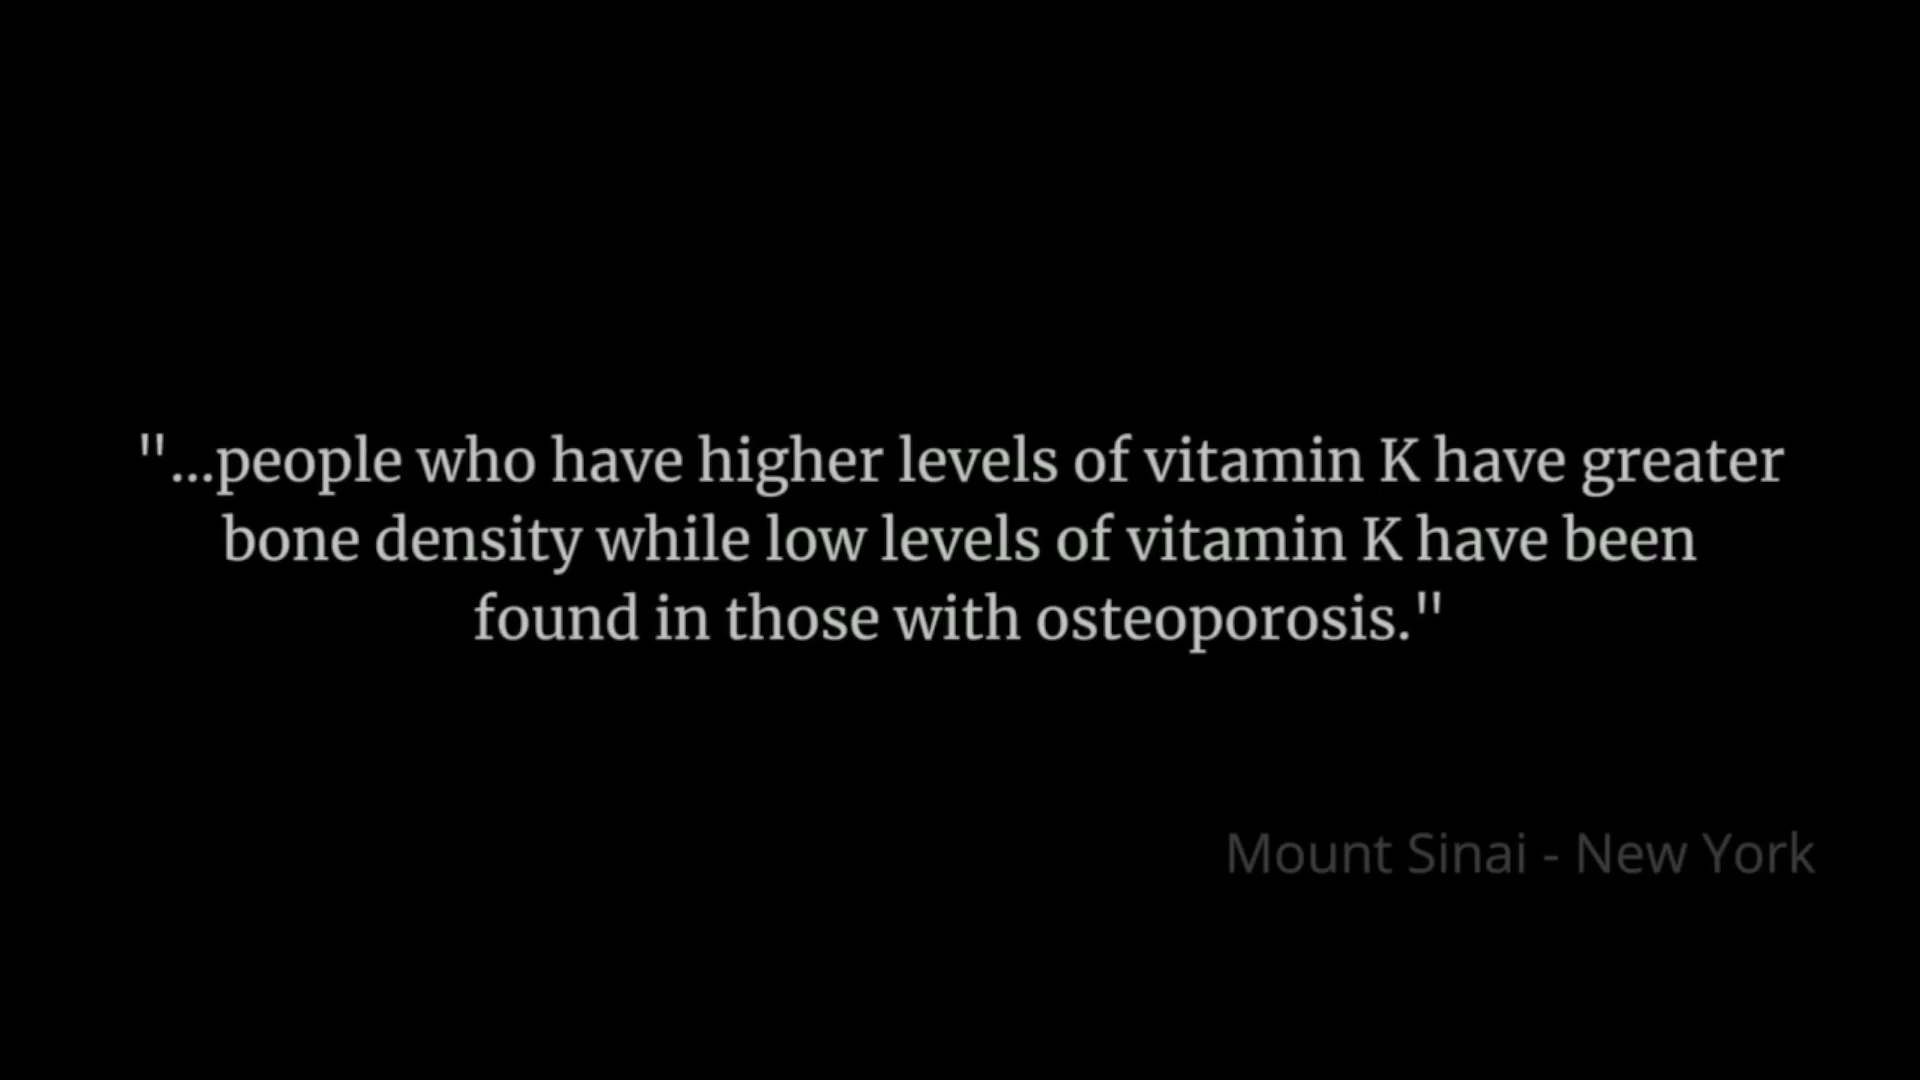 "...people who have higher levels of vitamin K have greater
bone density while low levels of vitamin K have been
found in those with osteoporosis."
Mount Sinai - New York